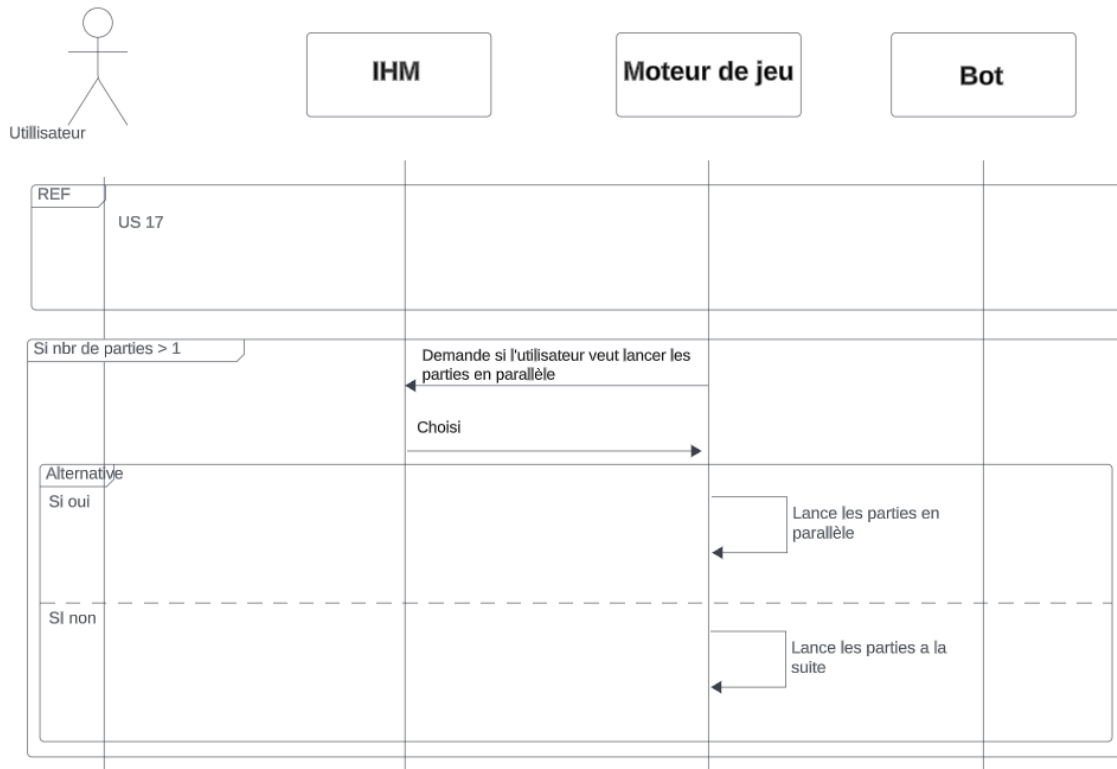 IHM
Moteur de jeu
Bot
Utillisateur
REF
US 17
Si nbr de parties > 1
Demande si l'utilisateur veut lancer les
parties en parallèle
Choisi
Alternative
Si oui
Lance les parties en
parallèle
SI non
Lance les parties a la
suite